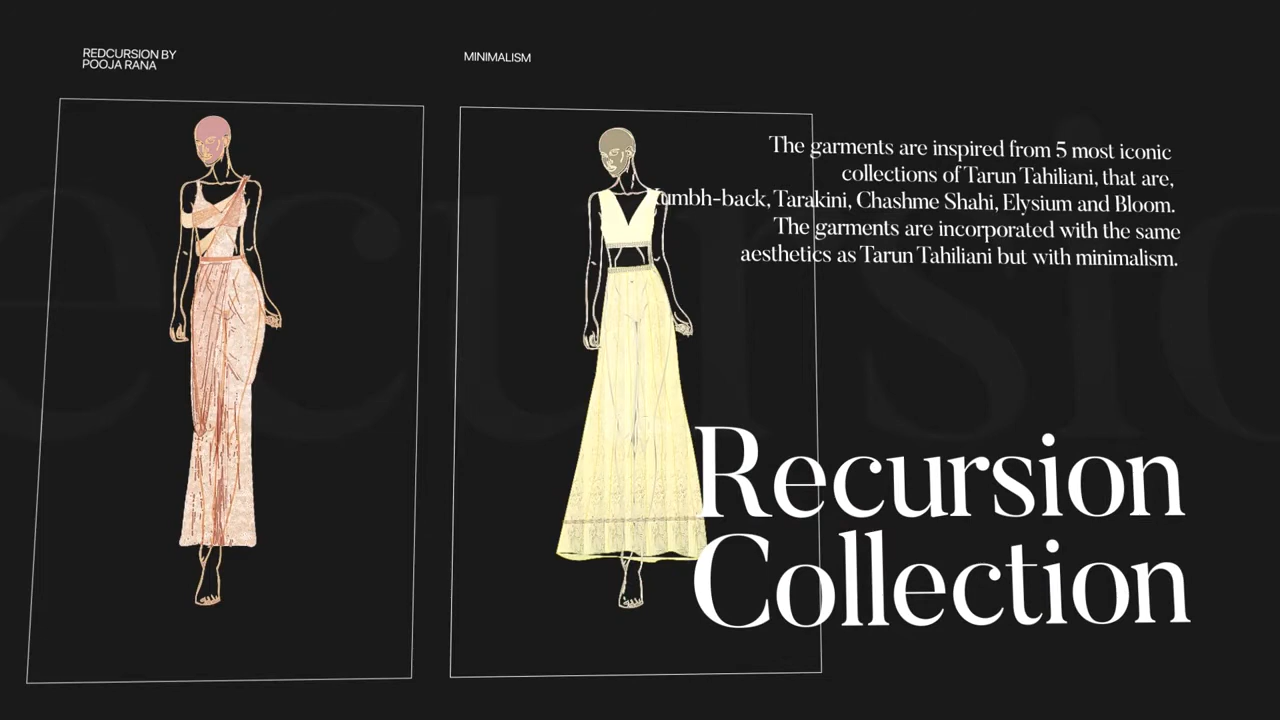 REDCURSION BY
POOJA RANA
MINIMALISM
The garments are inspired from 5 most iconic
collections of Tarun Tahiliani, that are,
umbh-back, Tarakini, Chashme Shahi, Elysium and Bloom.
The garments are incorporated with the same
aesthetics as Tarun Tahiliani but with minimalism.
Recursion
Collection
ecursio